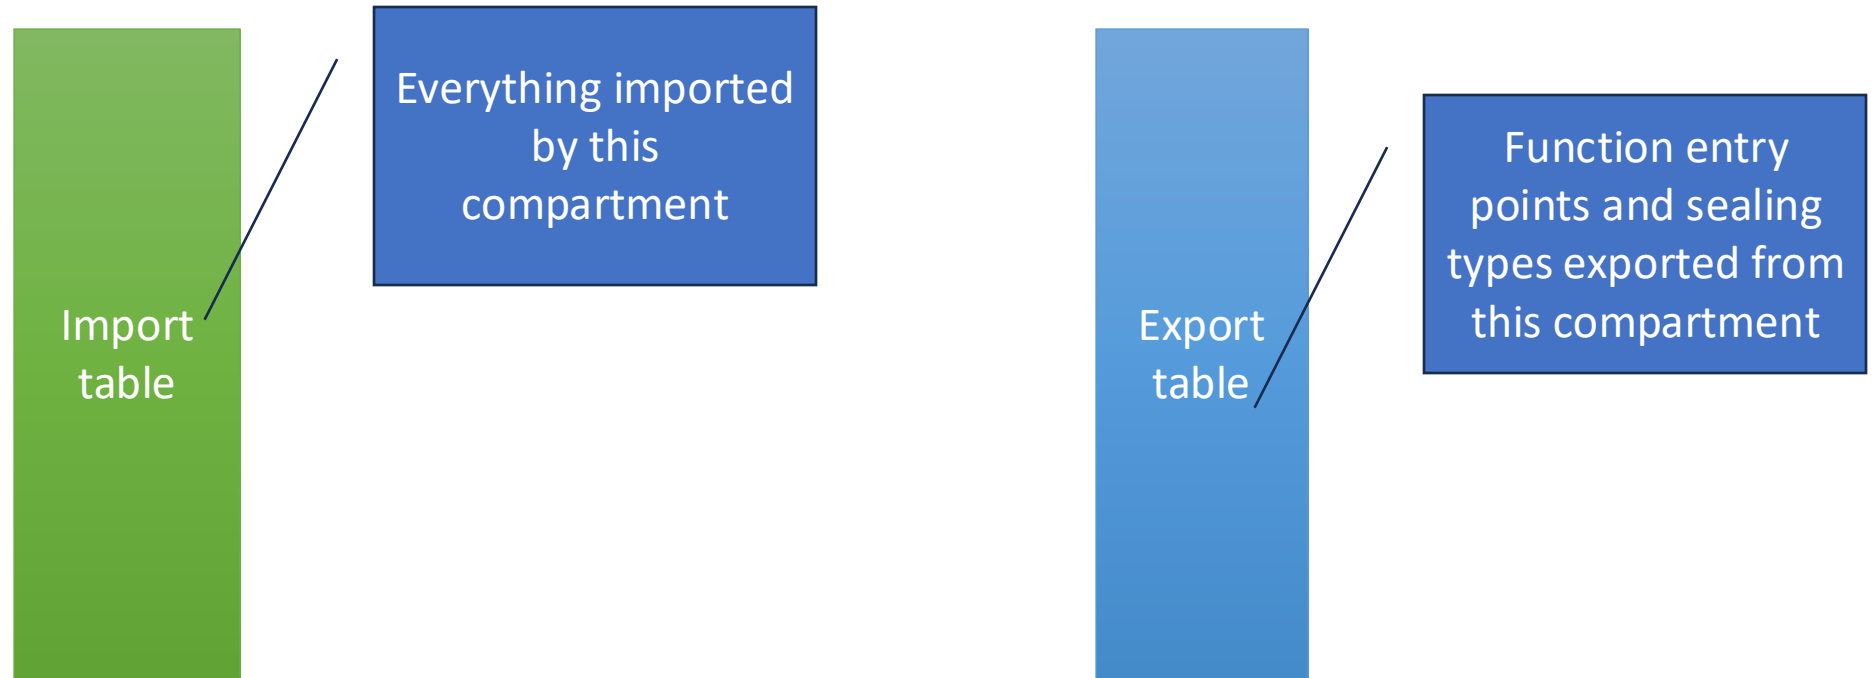 Import
table
Everything imported
by this
compartment
Export
table
Function entry
points and sealing
types exported from
this compartment